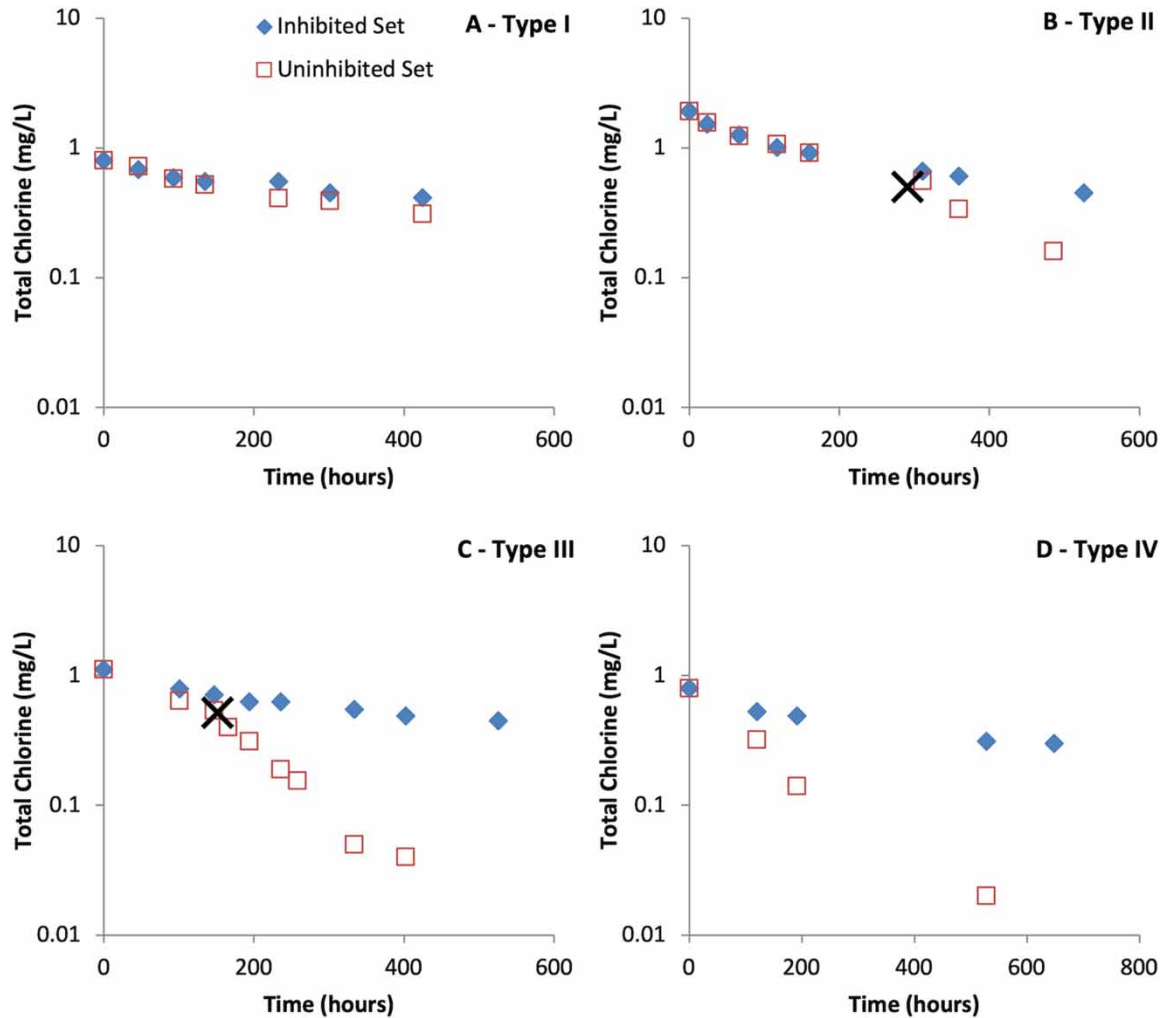 A - Type I
Inhibited Set
Uninhibited Set
Total Chlorine (mg/L)
10
1
0.1
0.01
0 200 400 600
Time (hours)
B - Type II
Total Chlorine (mg/L)
10
1
0.1
0.01
0 200 400 600
Time (hours)
C - Type III
Total Chlorine (mg/L)
10
1
0.1
0.01
0 200 400 600
Time (hours)
D - Type IV
Total Chlorine (mg/L)
10
1
0.1
0.01
0 200 400 600 800
Time (hours)